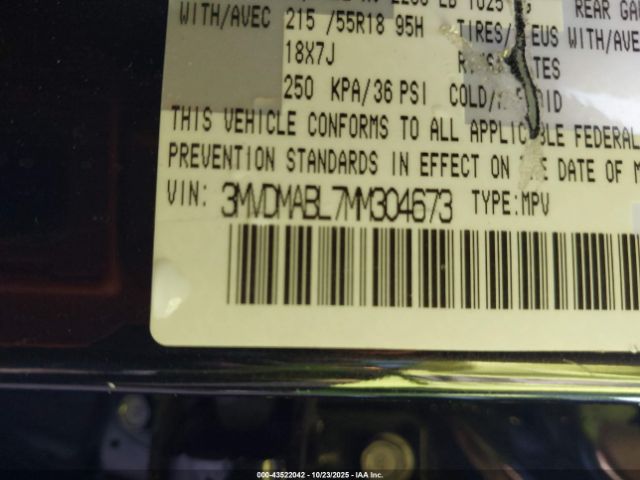 REAR GA
WITH/AVEC 215 /55R18 95H TIRES/ EUS WITH/AVE
18X7J
250 KPA/36 PSI COLD/
THIS VEHICLE CONFORMS TO ALL APPLICABLE FEDERAL
PREVENTION STANDARDS IN EFFECT ON THE DATE OF M
VIN: 3MVDMABL7MM304673 TYPE:MPV
000-43522042 - 10/23/2025 - IAA Inc.